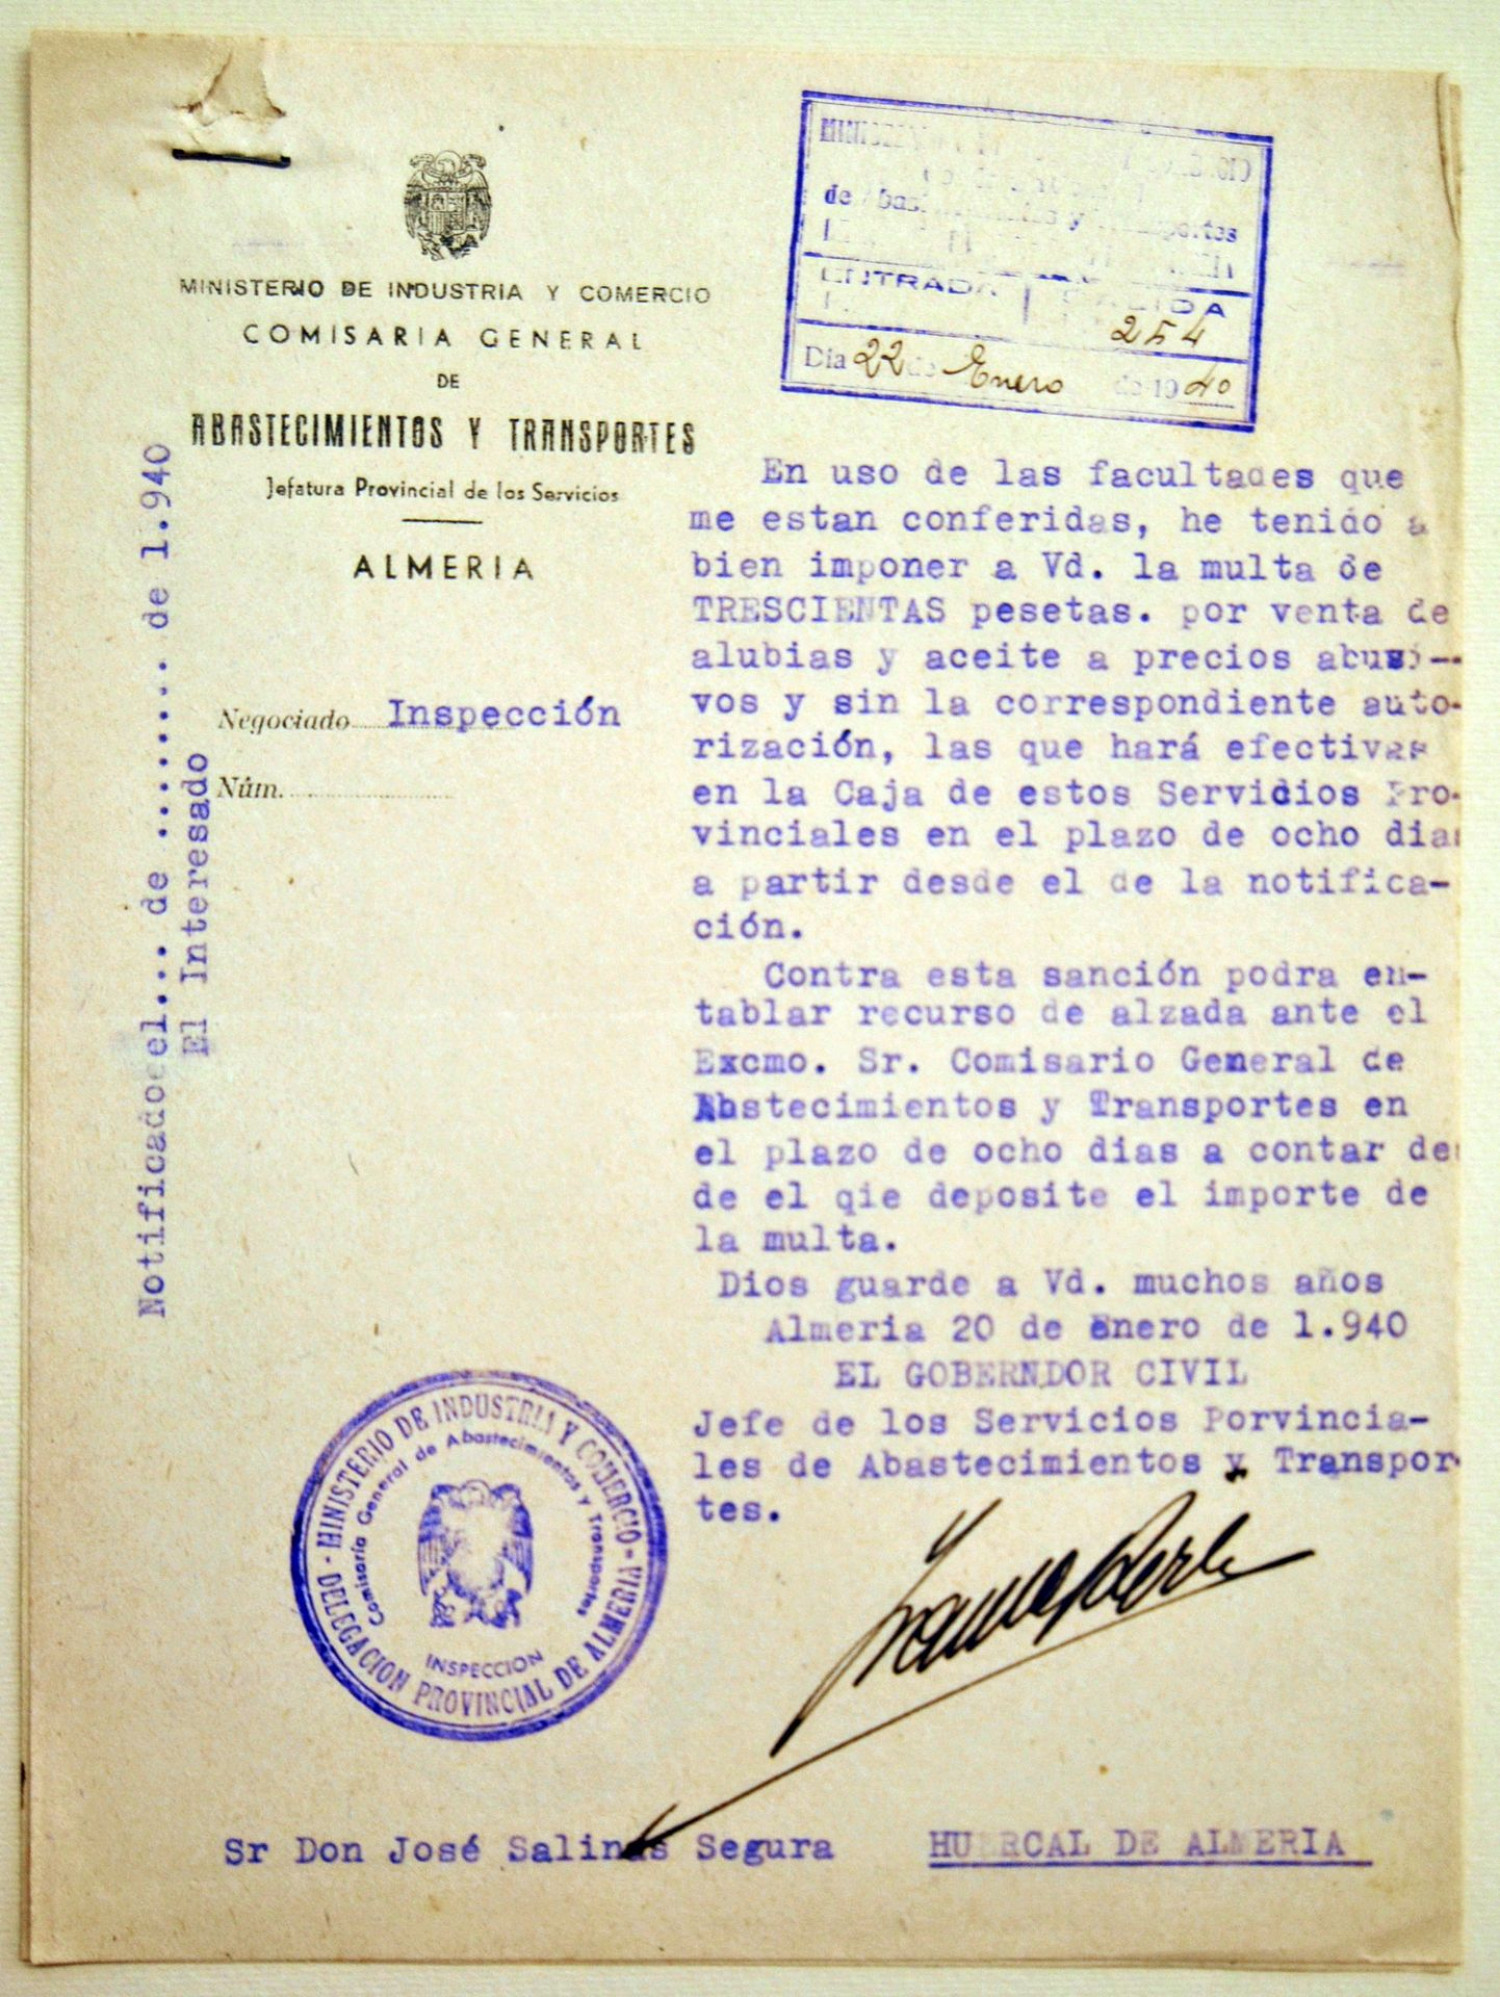 MINISTERIO DE INDUSTRIA Y COMERCIO
COMISARIA GENERAL
DE
ABASTECIMIENTOS Y TRANSPORTES
Jefatura Provincial de los Servicios
ALMERIA
de
y
ENTRADA SALIDA
254
Dia 22 de Enero de 1940
Negociado Inspección
Núm.
Notificado el... de ........ de 1.940
El Interesado
En uso de las facultades que
me estan conferidas, he tenido a
bien imponer a Vd. la multa de
TRESCIENTAS pesetas. por venta de
alubias y aceite a precios abusi--
vos y sin la correspondiente auto-
rización, las que hará efectivas
en la Caja de estos Servicios Pro-
vinciales en el plazo de ocho dias
a partir desde el de la notifica-
ción.
Contra esta sanción podra en-
tablar recurso de alzada ante el
Excmo. Sr. Comisario General de
Abstecimientos y Transportes en
el plazo de ocho dias a contar des
de el qie deposite el importe de
la multa.
Dios guarde a Vd. muchos años
Almeria 20 de Enero de 1.940
EL GOBERNDOR CIVIL
Jefe de los Servicios Porvincia-
les de Abastecimientos y Transpor-
tes.
- MINISTERIO DE INDUSTRIA Y COMERCIO -
Comisaría General de Abastecimientos y Transportes
INSPECCION
DELEGACION PROVINCIAL DE ALMERIA
Sr Don José Salinas Segura HUERCAL DE ALMERIA